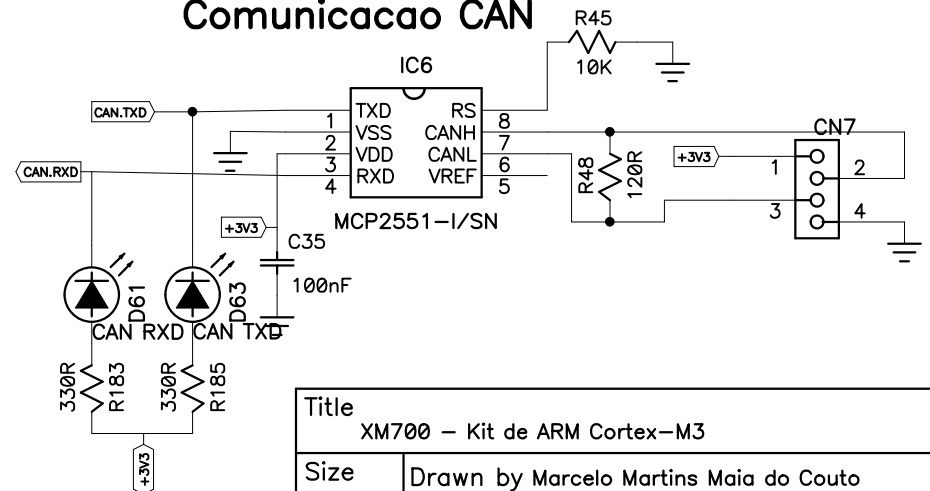 Comunicacao CAN
R45
10K
IC6
CAN.TXD
TXD
RS
1
8
VSS
CANH
2
7
VDD
CANL
3
6
RXD
VREF
4
5
CAN.RXD
MCP2551-I/SN
R48
120R
CN7
+3V3
1
2
3
4
+3V3
C35
100nF
D61
D63
CAN RXD
CAN TXD
330R
R183
330R
R185
+3V3
Title
XM700 - Kit de ARM Cortex-M3
Size
Drawn by Marcelo Martins Maia do Couto